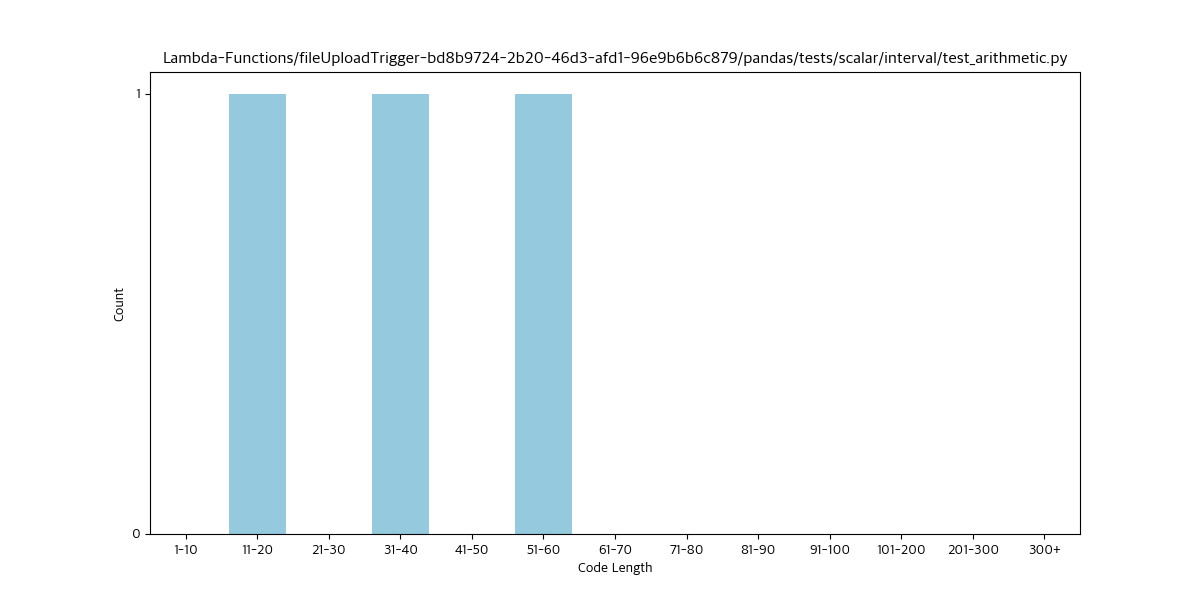 Lambda-Functions/fileUploadTrigger-bd8b9724-2b20-46d3-afd1-96e9b6b6c879/pandas/tests/scalar/interval/test_arithmetic.py
1
Count
0
1-10 11-20 21-30 31-40 41-50 51-60 61-70 71-80 81-90 91-100 101-200 201-300 300+
Code Length